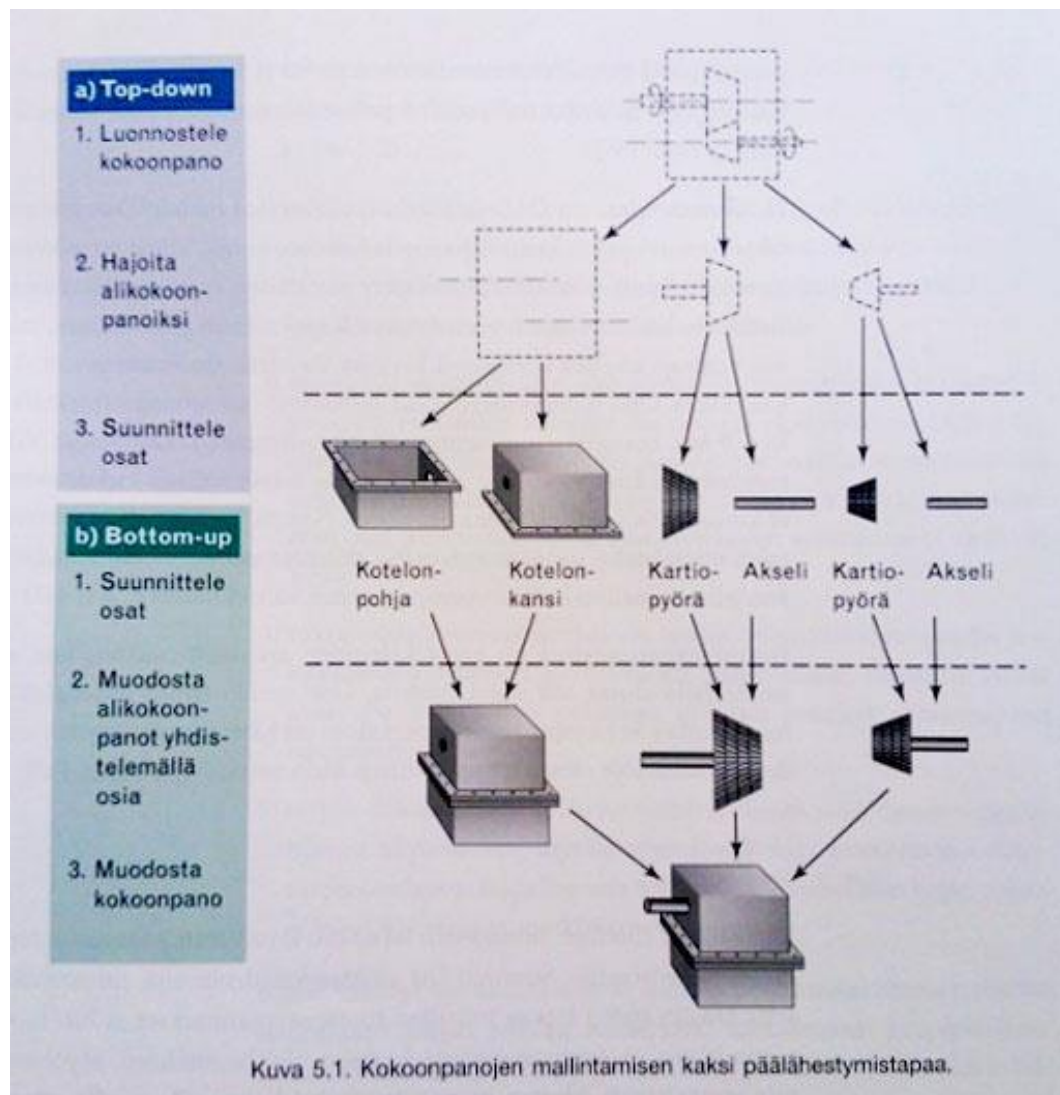 a) Top-down
1. Luonnostele
kokoonpano
2. Hajoita
alikokoon-
panoiksi
3. Suunnittele
osat
b) Bottom-up
1. Suunnittele
osat
2. Muodosta
alikokoon-
panot yhdis-
telemällä
osia
3. Muodosta
kokoonpano
Kotelon-
pohja
Kotelon-
kansi
Kartio-
pyörä
Akseli
Kartio-
pyörä
Akseli
Kuva 5.1. Kokoonpanojen mallintamisen kaksi päälähestymistapaa.